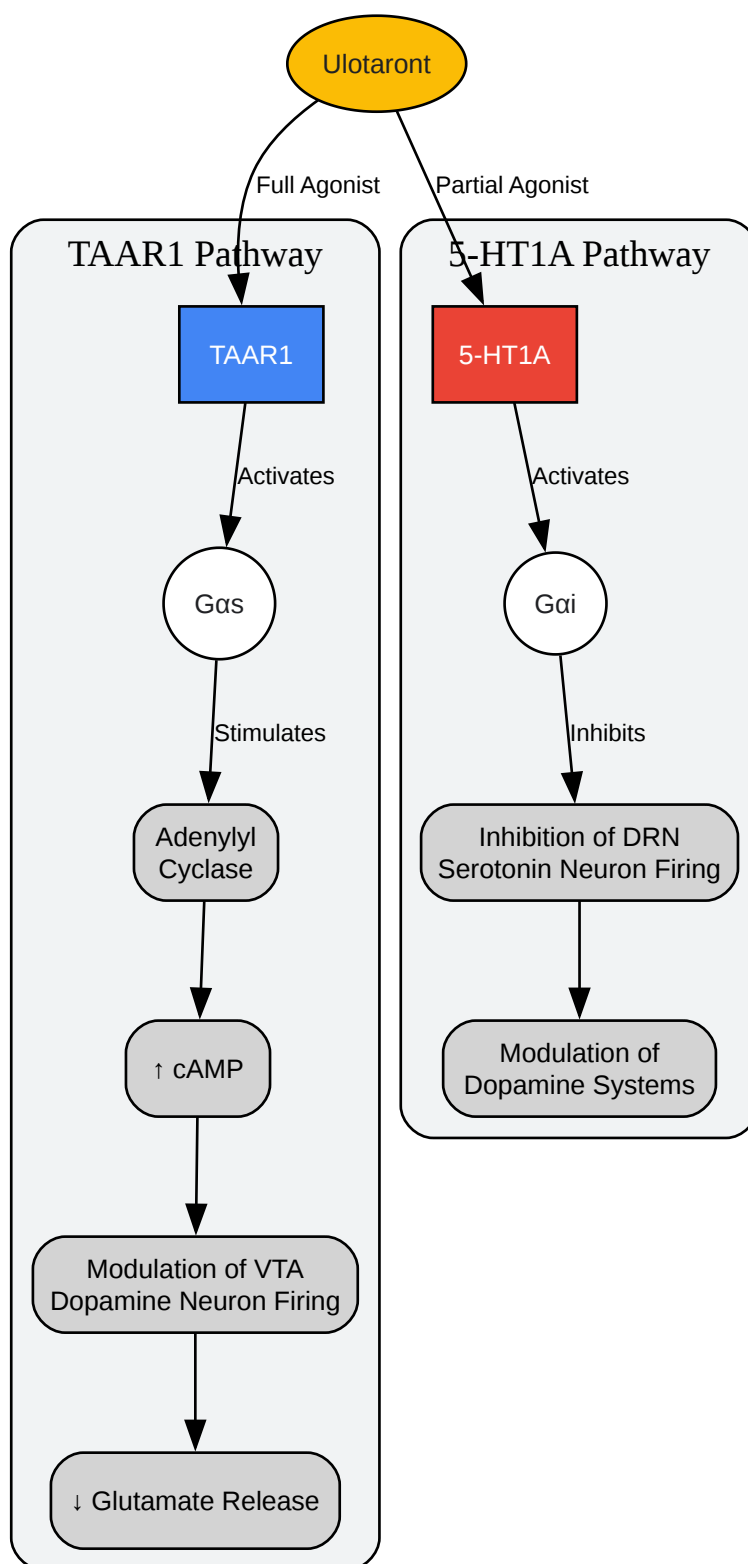 Ulotaront
Full Agonist
Partial Agonist
TAAR1 Pathway
5-HT1A Pathway
TAAR1
5-HT1A
Activates
Activates
Gαs
Gαi
Stimulates
Inhibits
Adenylyl
Cyclase
Inhibition of DRN
Serotonin Neuron Firing
↑ cAMP
Modulation of
Dopamine Systems
Modulation of VTA
Dopamine Neuron Firing
↓ Glutamate Release